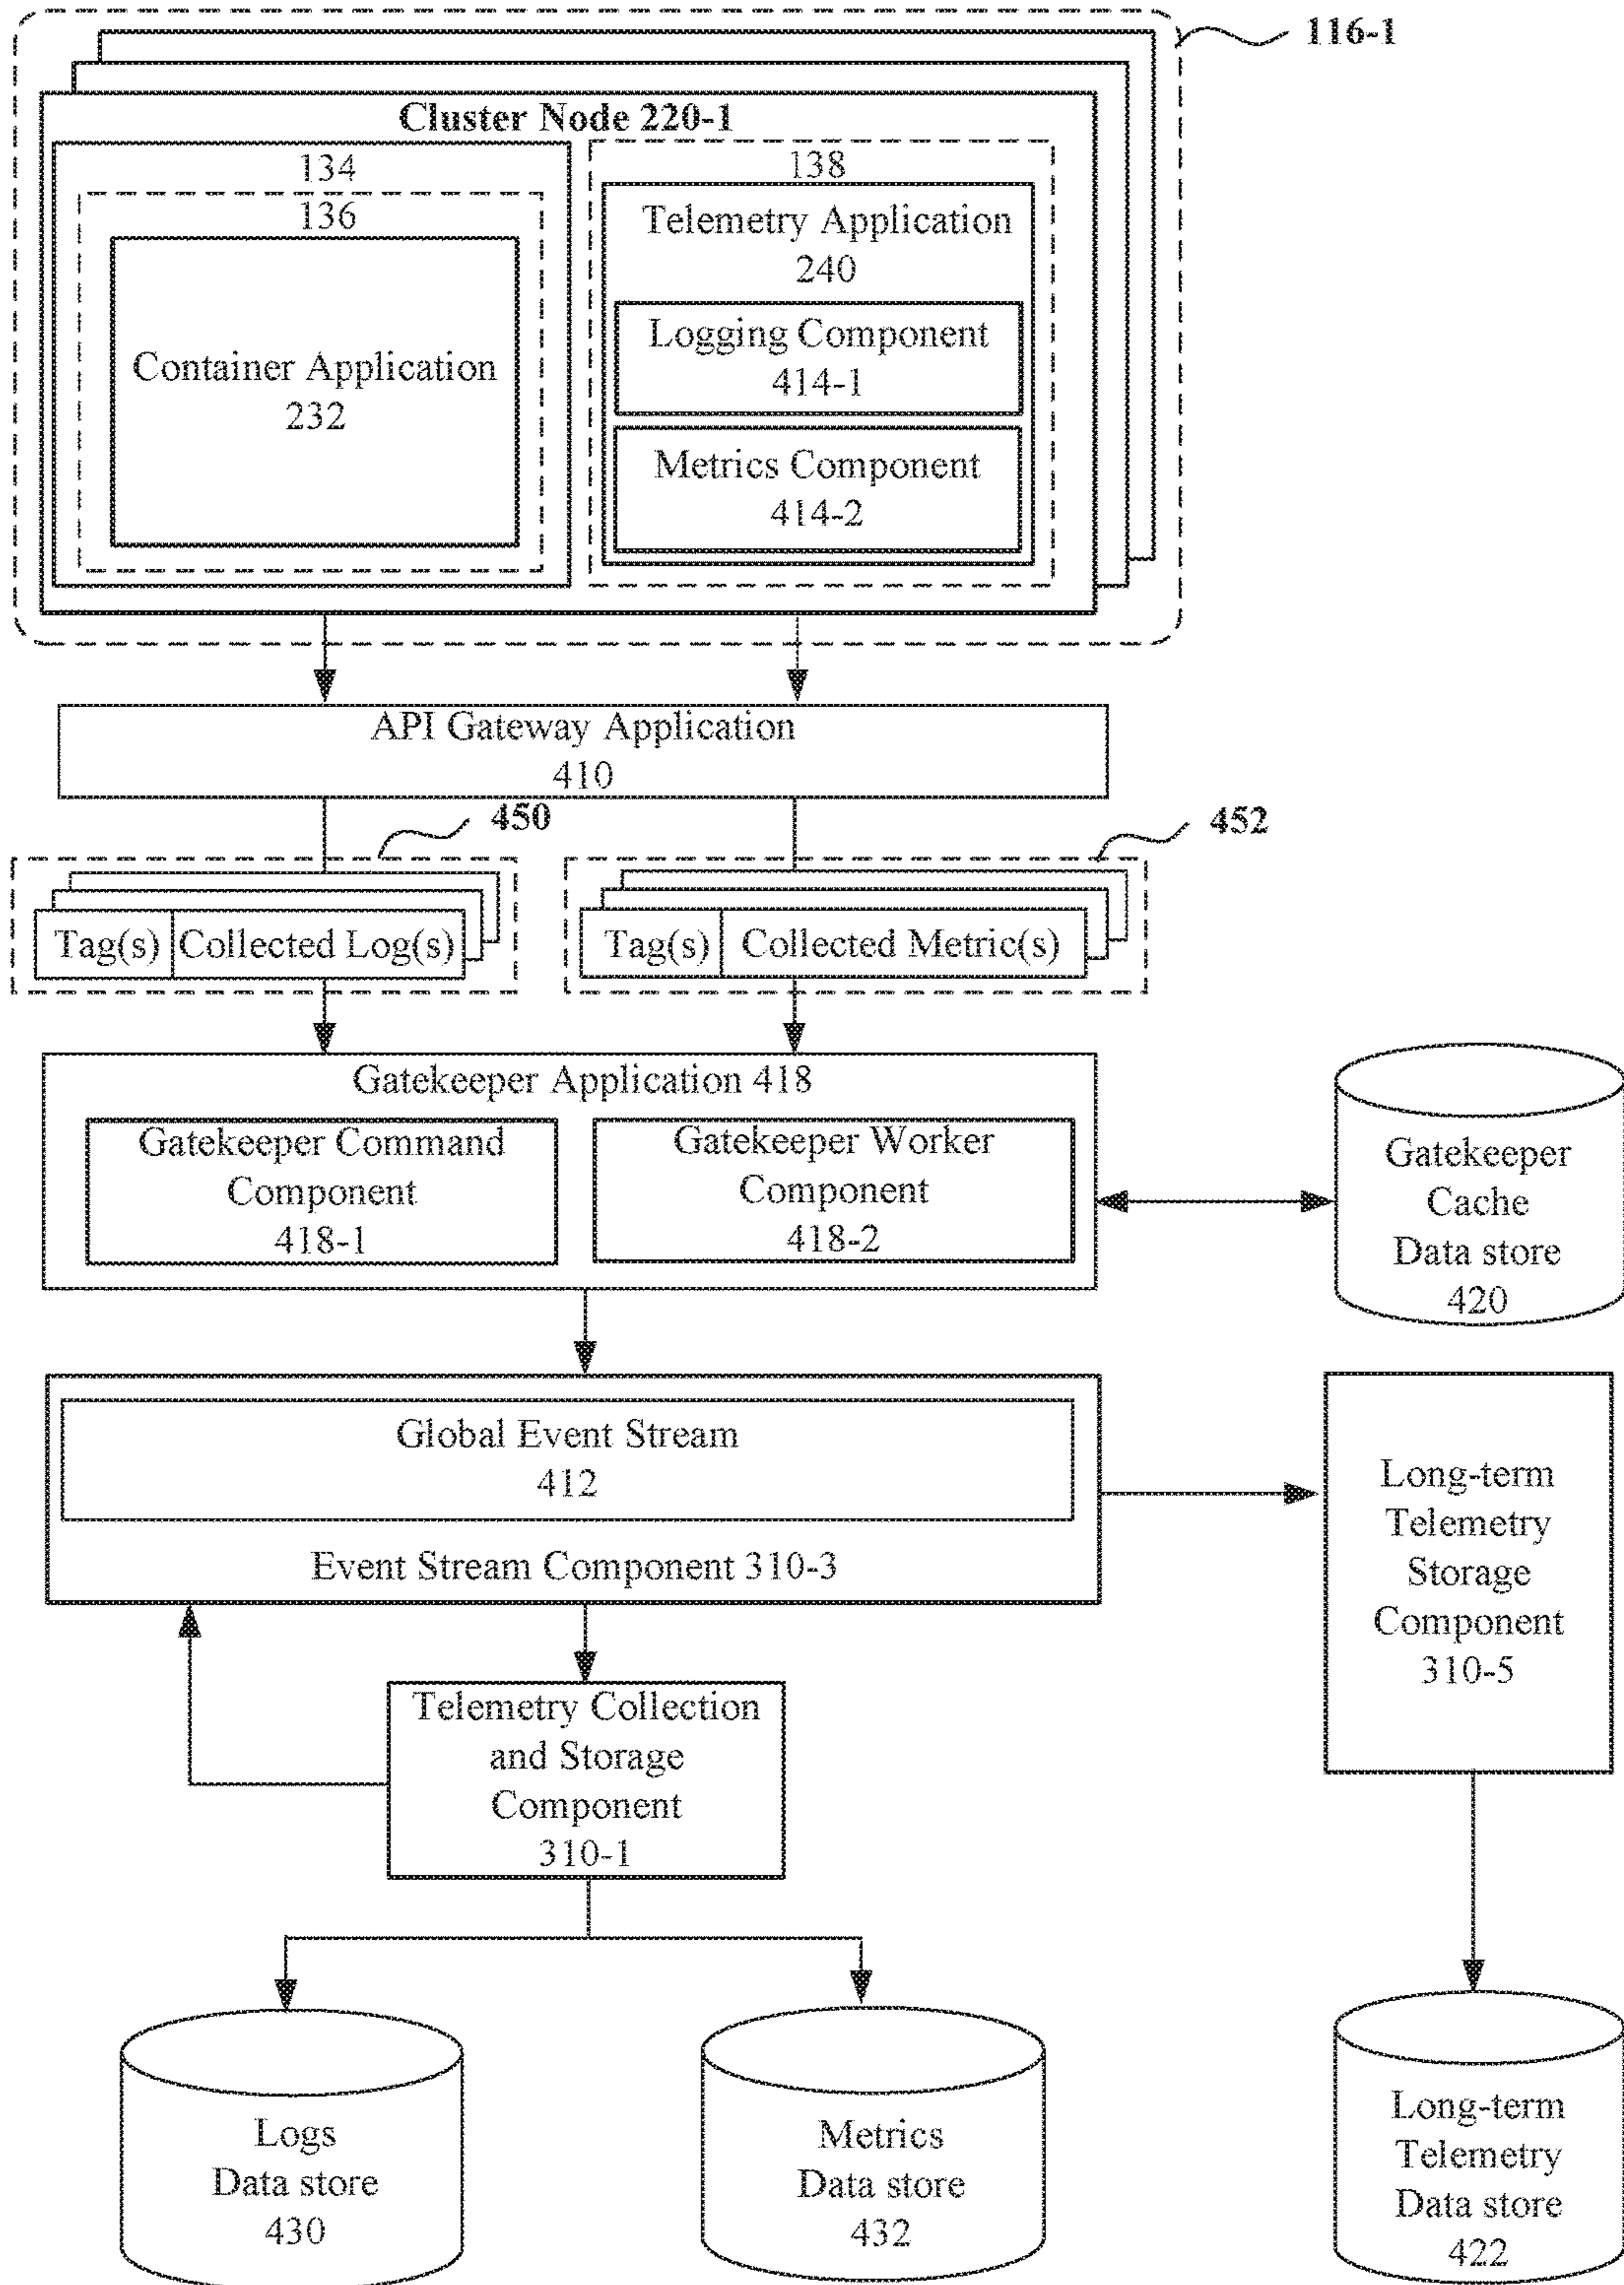 116-1
Cluster Node 220-1
134
136
Container Application
232
138
Telemetry Application
240
Logging Component
414-1
Metrics Component
414-2
API Gateway Application
410
450
452
Tag(s) Collected Log(s)
Tag(s) Collected Metric(s)
Gatekeeper Application 418
Gatekeeper Command
Component
418-1
Gatekeeper Worker
Component
418-2
Gatekeeper
Cache
Data store
420
Global Event Stream
412
Event Stream Component 310-3
Long-term
Telemetry
Storage
Component
310-5
Telemetry Collection
and Storage
Component
310-1
Logs
Data store
430
Metrics
Data store
432
Long-term
Telemetry
Data store
422